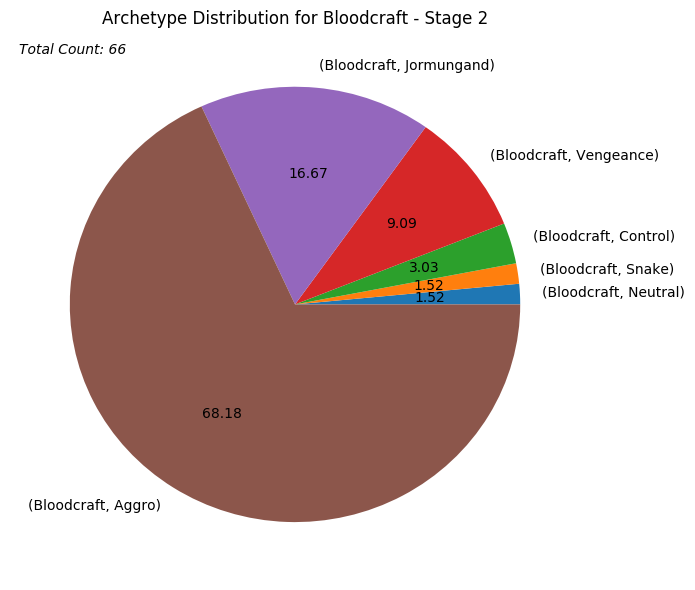 Archetype Distribution for Bloodcraft - Stage 2
Total Count: 66
(Bloodcraft, Jormungand)
(Bloodcraft, Vengeance)
16.67
9.09
(Bloodcraft, Control)
3.03
(Bloodcraft, Snake)
1.52
(Bloodcraft, Neutral)
1.52
68.18
(Bloodcraft, Aggro)